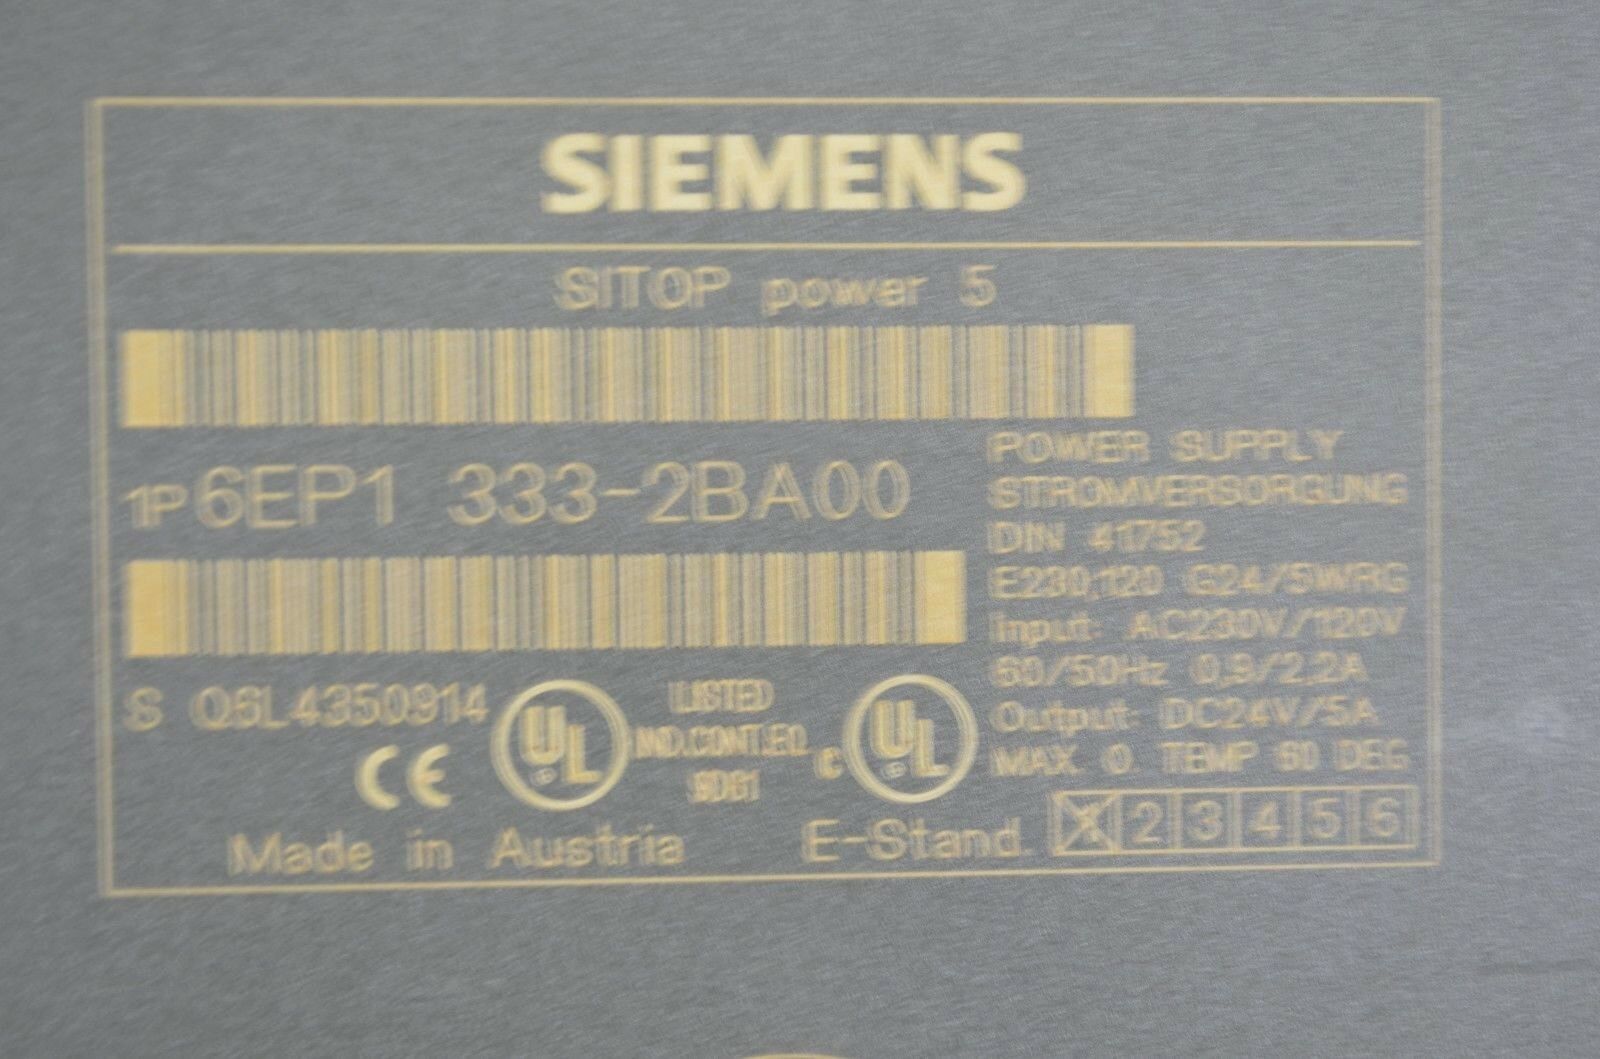 SIEMENS
SITOP power 5
1P 6EP1 333-2BA00
POWER SUPPLY
STROMVERSORGUNG
DIN 41752
E230,120 G24/5WRG
Input: AC230V/120V
60/50Hz 0,9/2,2A
Output: DC24V/5A
MAX. O. TEMP 60 DEG
S Q6L4350914
UL
LISTED
IND.CONT.EQ.
c UL
CE
Made in Austria
E-Stand. X 2 3 4 5 6